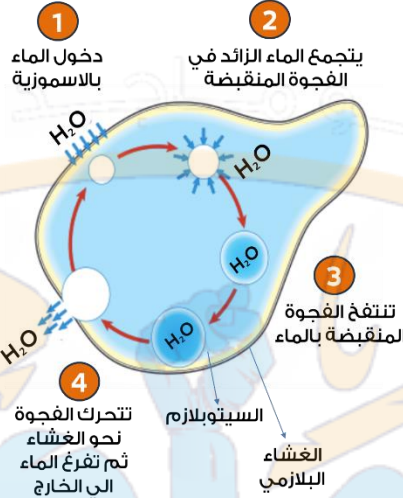 1
دخول الماء
بالاسموزية
2
يتجمع الماء الزائد في
الفجوة المنقبضة
H₂O
H₂O
H₂O
3
تنتفخ الفجوة
المنقبضة بالماء
H₂O
H₂O
4
تتحرك الفجوة
نحو الغشاء
ثم تفرغ الماء
الى الخارج
السيتوبلازم
الغشاء
البلازمي